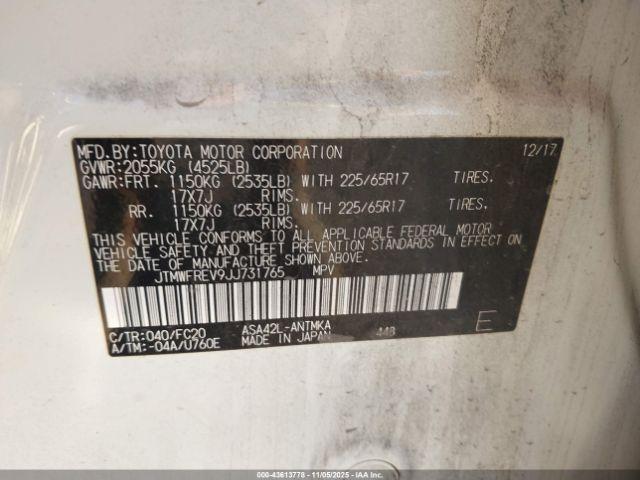 MFD.BY:TOYOTA MOTOR CORPORATION 12/17
GVWR:2055KG (4525LB)
GAWR:FRT. 1150KG (2535LB) WITH 225/65R17 TIRES.
17X7J RIMS.
RR. 1150KG (2535LB) WITH 225/65R17 TIRES.
17X7J RIMS.
THIS VEHICLE CONFORMS TO ALL APPLICABLE FEDERAL MOTOR
VEHICLE SAFETY AND THEFT PREVENTION STANDARDS IN EFFECT ON
THE DATE OF MANUFACTURE SHOWN ABOVE.
JTMWFREV9JJ731765 MPV
C/TR:040/FC20 ASA42L-ANTMKA 44B E
A/TM:-04A/U760E MADE IN JAPAN
000-43613778 - 11/05/2025 - IAA, Inc.